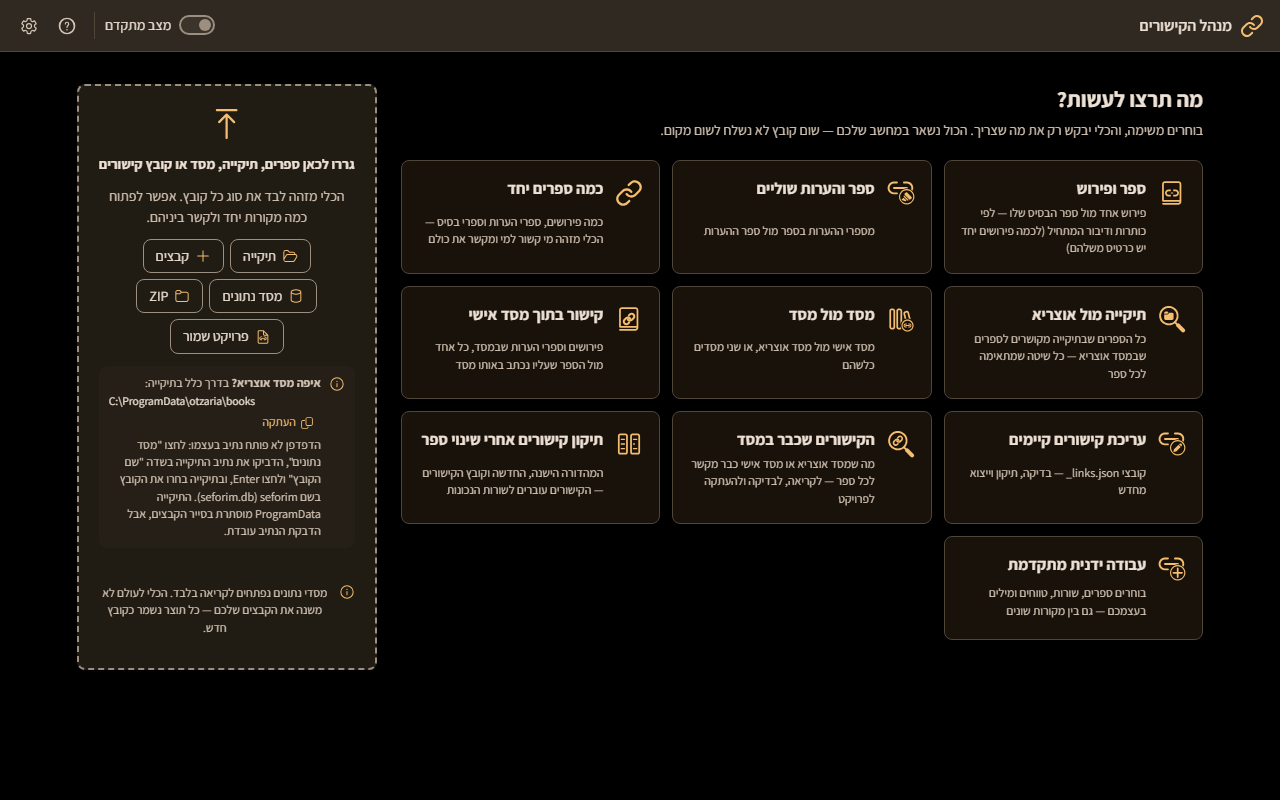 מנהל הקישורים
מצב מתקדם
מה תרצו לעשות?
בוחרים משימה, והכלי יבקש רק את מה שצריך. הכול נשאר במחשב שלכם — שום קובץ לא נשלח לשום מקום.
ספר ופירוש
פירוש אחד מול ספר הבסיס שלו — לפי
כותרות ודיבור המתחיל (לכמה פירושים יחד
יש כרטיס משלהם)
ספר והערות שוליים
מספרי ההערות בספר מול ספר ההערות
כמה ספרים יחד
כמה פירושים, ספרי הערות וספרי בסיס —
הכלי מזהה מי קשור למי ומקשר את כולם
תיקייה מול אוצריא
כל הספרים שבתיקייה מקושרים לספרים
שבמסד אוצריא — כל שיטה שמתאימה
לכל ספר
מסד מול מסד
מסד אישי מול מסד אוצריא, או שני מסדים
כלשהם
קישור בתוך מסד אישי
פירושים וספרי הערות שבמסד, כל אחד
מול הספר שעליו נכתב באותו מסד
עריכת קישורים קיימים
קובצי ‎_links.json — בדיקה, תיקון וייצוא
מחדש
הקישורים שכבר במסד
מה שמסד אוצריא או מסד אישי כבר מקשר
לכל ספר — לקריאה, לבדיקה ולהעתקה
לפרויקט
תיקון קישורים אחרי שינוי ספר
המהדורה הישנה, החדשה וקובץ הקישורים
— הקישורים עוברים לשורות הנכונות
עבודה ידנית מתקדמת
בוחרים ספרים, שורות, טווחים ומילים
בעצמכם — גם בין מקורות שונים
גררו לכאן ספרים, תיקייה, מסד או קובץ קישורים
הכלי מזהה לבד את סוג כל קובץ. אפשר לפתוח
כמה מקורות יחד ולקשר ביניהם.
תיקייה
קבצים
מסד נתונים
ZIP
פרויקט שמור
איפה מסד אוצריא? בדרך כלל בתיקייה:
C:\ProgramData\otzaria\books
העתקה
הדפדפן לא פותח נתיב בעצמו: לחצו "מסד
נתונים", הדביקו את נתיב התיקייה בשדה "שם
הקובץ" ולחצו Enter, ובתיקייה בחרו את הקובץ
בשם seforim (seforim.db). התיקייה
ProgramData מוסתרת בסייר הקבצים, אבל
הדבקת הנתיב עובדת.
מסדי נתונים נפתחים לקריאה בלבד. הכלי לעולם לא
משנה את הקבצים שלכם — כל תוצר נשמר כקובץ
חדש.